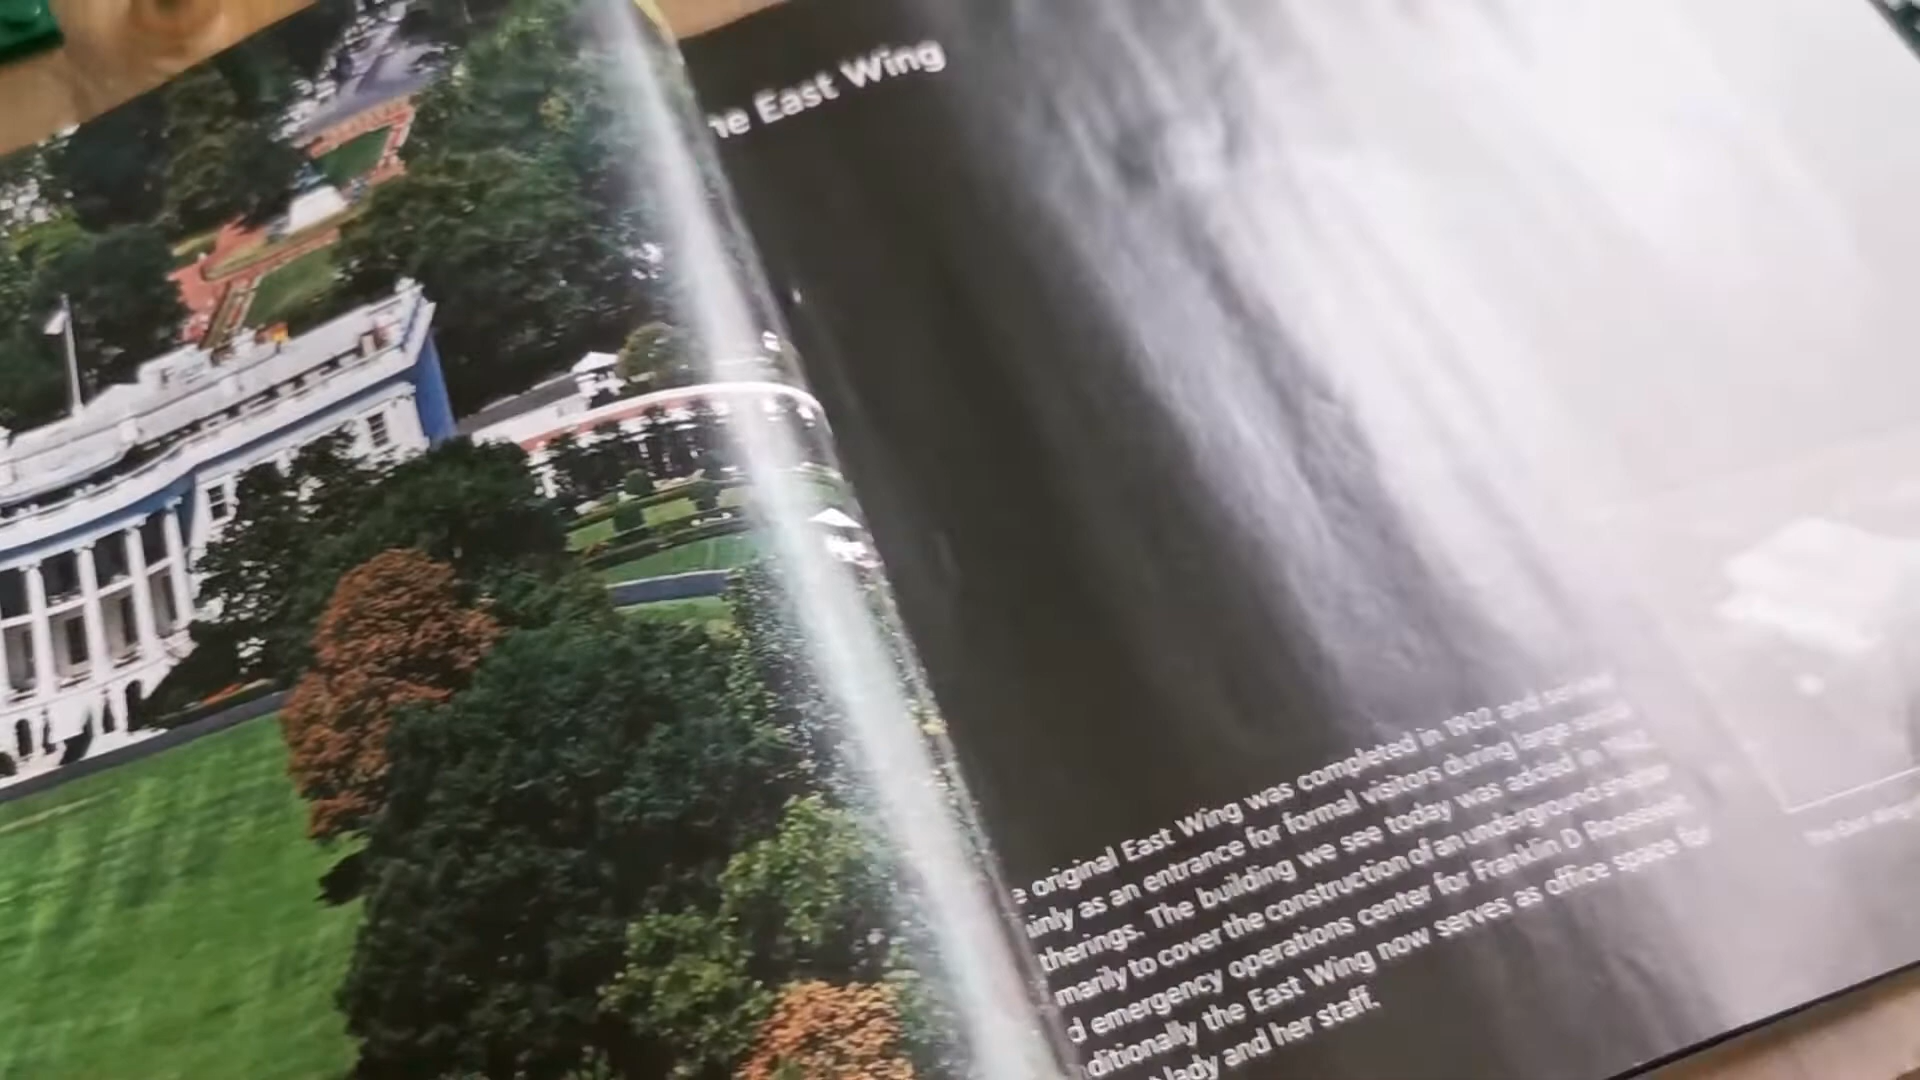 he East Wing
e original East Wing was completed in 1902 and
inly as an entrance for formal visitors during large social
therings. The building we see today was added in
marily to cover the construction of an underground shelter
d emergency operations center for Franklin D Roosevelt.
ditionally the East Wing now serves as office space for
lady and her staff.